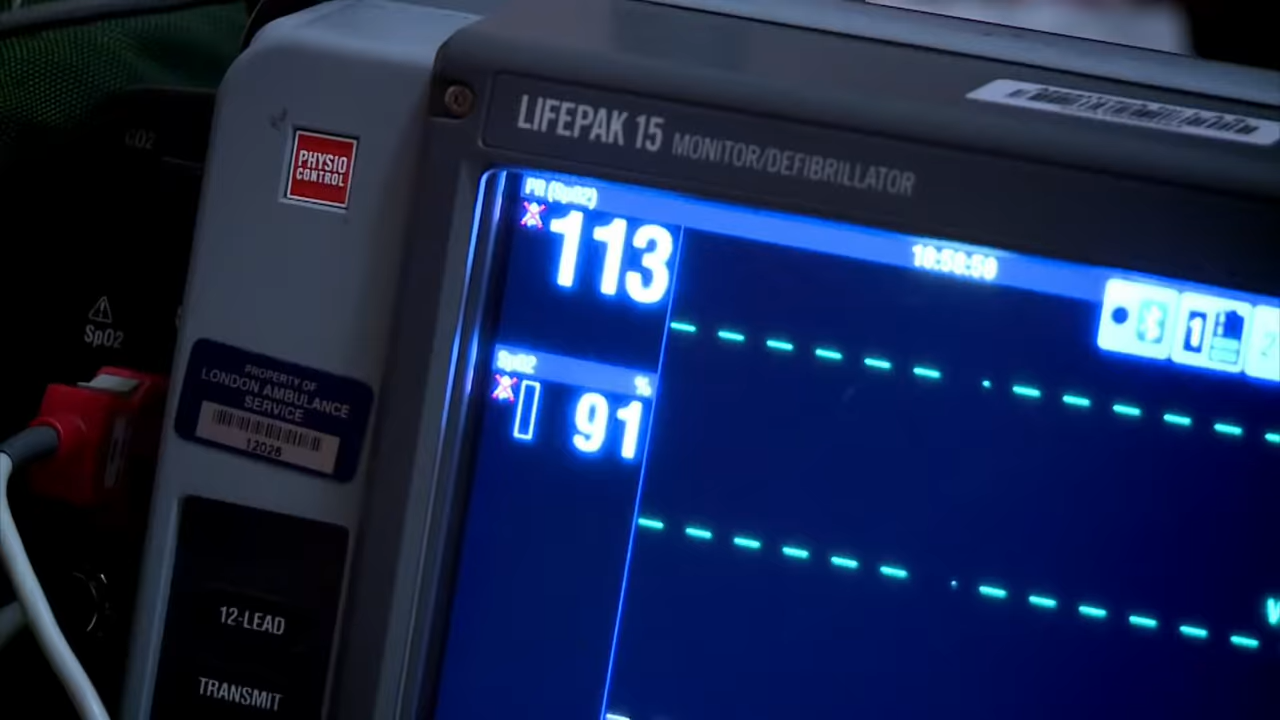 CO2
PHYSIO
CONTROL
LIFEPAK 15 MONITOR/DEFIBRILLATOR
PR (SpO2)
113
10:50:50
1
2
SpO2
%
91
SpO2
PROPERTY OF
LONDON AMBULANCE
SERVICE
12026
12-LEAD
TRANSMIT